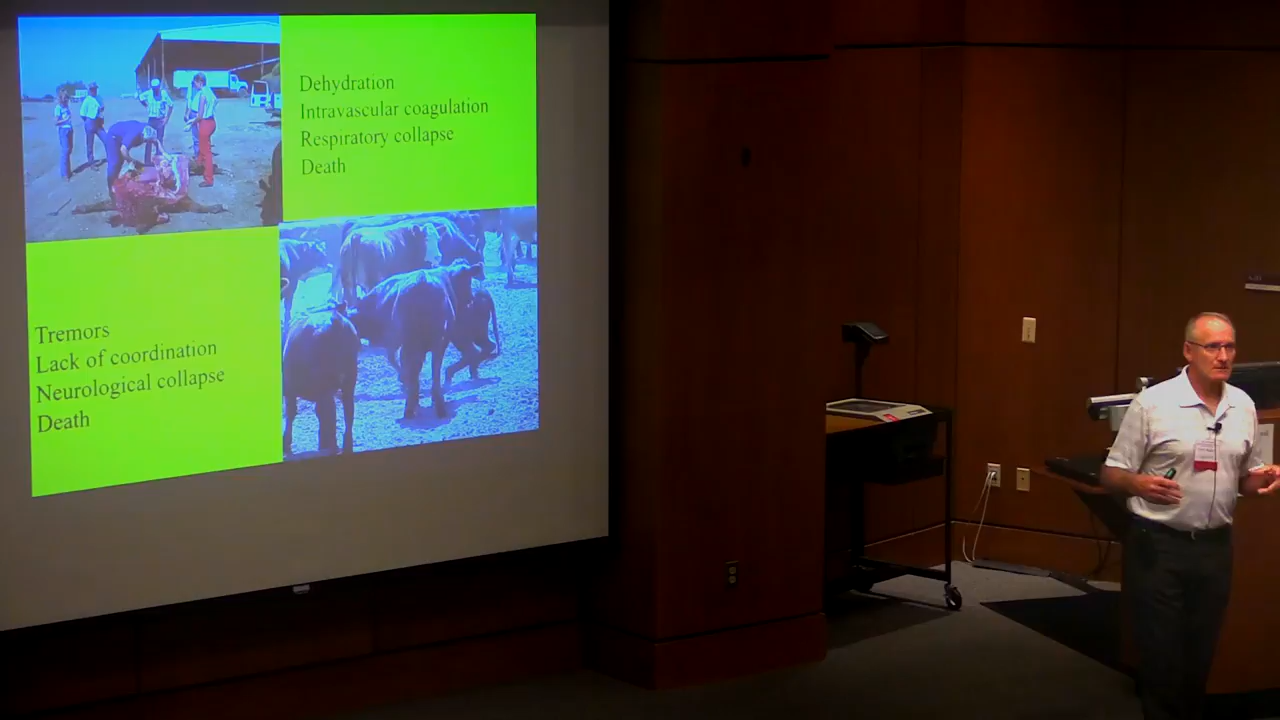 Dehydration
Intravascular coagulation
Respiratory collapse
Death
Tremors
Lack of coordination
Neurological collapse
Death